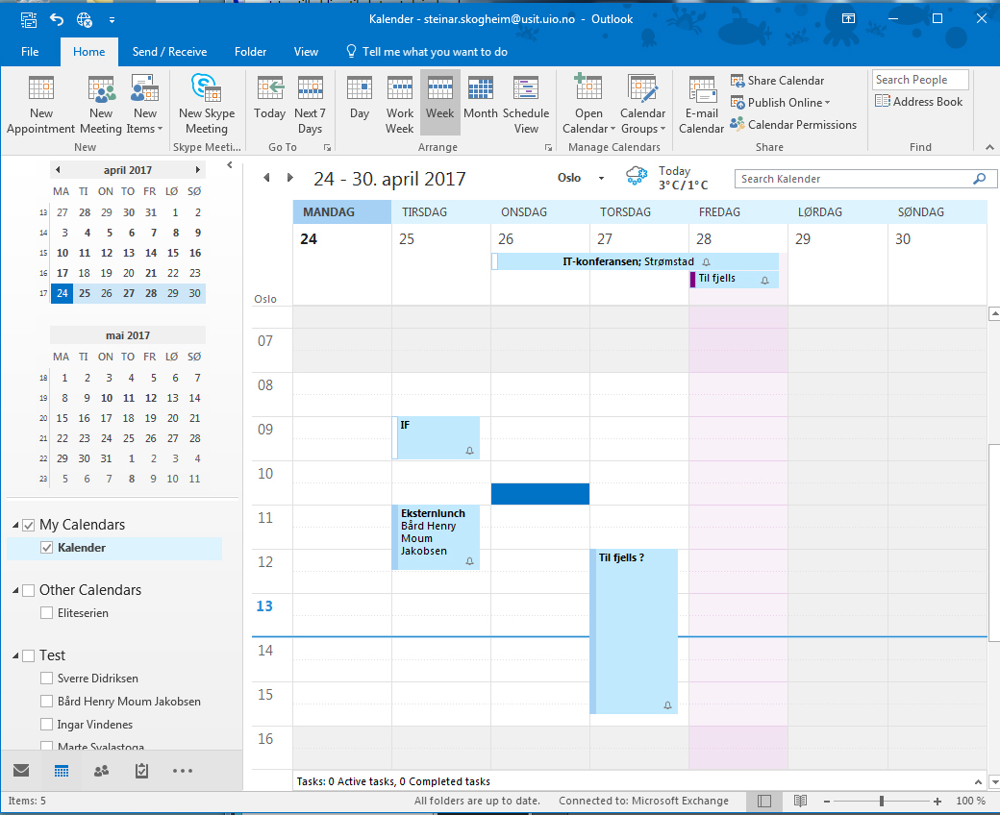 Kalender - steinar.skogheim@usit.uio.no - Outlook
File Home Send / Receive Folder View Tell me what you want to do
New Appointment
New Meeting
New Items
New Skype Meeting
Today
Next 7 Days
Day
Work Week
Week
Month
Schedule View
Open Calendar
Calendar Groups
E-mail Calendar
Share Calendar
Publish Online
Calendar Permissions
Search People
Address Book
New Skype Meeti... Go To Arrange Manage Calendars Share Find
april 2017
MA TI ON TO FR LØ SØ
13 27 28 29 30 31 1 2
14 3 4 5 6 7 8 9
15 10 11 12 13 14 15 16
16 17 18 19 20 21 22 23
17 24 25 26 27 28 29 30
mai 2017
MA TI ON TO FR LØ SØ
18 1 2 3 4 5 6 7
19 8 9 10 11 12 13 14
20 15 16 17 18 19 20 21
21 22 23 24 25 26 27 28
22 29 30 31 1 2 3 4
23 5 6 7 8 9 10 11
My Calendars
Kalender
Other Calendars
Eliteserien
Test
Sverre Didriksen
Bård Henry Moum Jakobsen
Ingar Vindenes
Marte Svalastoga
24 - 30. april 2017
Oslo
Today
3°C/1°C
Search Kalender
MANDAG TIRSDAG ONSDAG TORSDAG FREDAG LØRDAG SØNDAG
24 25 26 27 28 29 30
IT-konferansen; Strømstad
Til fjells
Oslo
07
08
09
IF
10
11
Eksternlunch
Bård Henry
Moum
Jakobsen
12
Til fjells ?
13
14
15
16
Tasks: 0 Active tasks, 0 Completed tasks
Items: 5 All folders are up to date. Connected to: Microsoft Exchange 100 %